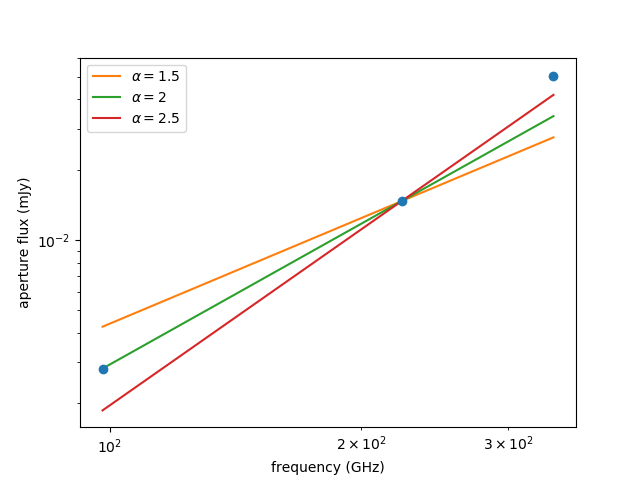 α = 1.5
α = 2
α = 2.5
aperture flux (mJy)
10⁻²
10²
2 × 10²
3 × 10²
frequency (GHz)